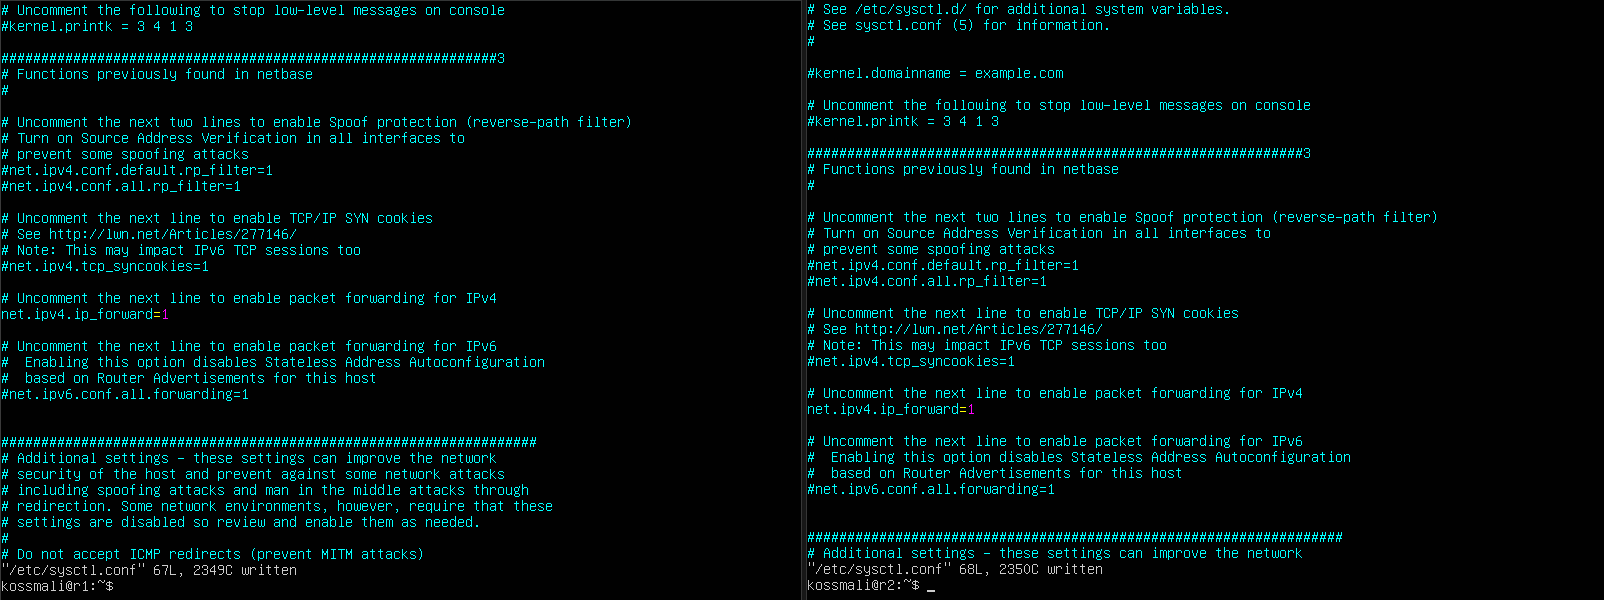 # Uncomment the following to stop low-level messages on console
#kernel.printk = 3 4 1 3
##############################################################3
# Functions previously found in netbase
#
# Uncomment the next two lines to enable Spoof protection (reverse-path filter)
# Turn on Source Address Verification in all interfaces to
# prevent some spoofing attacks
#net.ipv4.conf.default.rp_filter=1
#net.ipv4.conf.all.rp_filter=1
# Uncomment the next line to enable TCP/IP SYN cookies
# See http://lwn.net/Articles/277146/
# Note: This may impact IPv6 TCP sessions too
#net.ipv4.tcp_syncookies=1
# Uncomment the next line to enable packet forwarding for IPv4
net.ipv4.ip_forward=1
# Uncomment the next line to enable packet forwarding for IPv6
#  Enabling this option disables Stateless Address Autoconfiguration
#  based on Router Advertisements for this host
#net.ipv6.conf.all.forwarding=1
###################################################################
# Additional settings - these settings can improve the network
# security of the host and prevent against some network attacks
# including spoofing attacks and man in the middle attacks through
# redirection. Some network environments, however, require that these
# settings are disabled so review and enable them as needed.
#
# Do not accept ICMP redirects (prevent MITM attacks)
"/etc/sysctl.conf" 67L, 2349C written
kossmali@r1:~$
# See /etc/sysctl.d/ for additional system variables.
# See sysctl.conf (5) for information.
#
#kernel.domainname = example.com
# Uncomment the following to stop low-level messages on console
#kernel.printk = 3 4 1 3
##############################################################3
# Functions previously found in netbase
#
# Uncomment the next two lines to enable Spoof protection (reverse-path filter)
# Turn on Source Address Verification in all interfaces to
# prevent some spoofing attacks
#net.ipv4.conf.default.rp_filter=1
#net.ipv4.conf.all.rp_filter=1
# Uncomment the next line to enable TCP/IP SYN cookies
# See http://lwn.net/Articles/277146/
# Note: This may impact IPv6 TCP sessions too
#net.ipv4.tcp_syncookies=1
# Uncomment the next line to enable packet forwarding for IPv4
net.ipv4.ip_forward=1
# Uncomment the next line to enable packet forwarding for IPv6
#  Enabling this option disables Stateless Address Autoconfiguration
#  based on Router Advertisements for this host
#net.ipv6.conf.all.forwarding=1
###################################################################
# Additional settings - these settings can improve the network
"/etc/sysctl.conf" 68L, 2350C written
kossmali@r2:~$ _